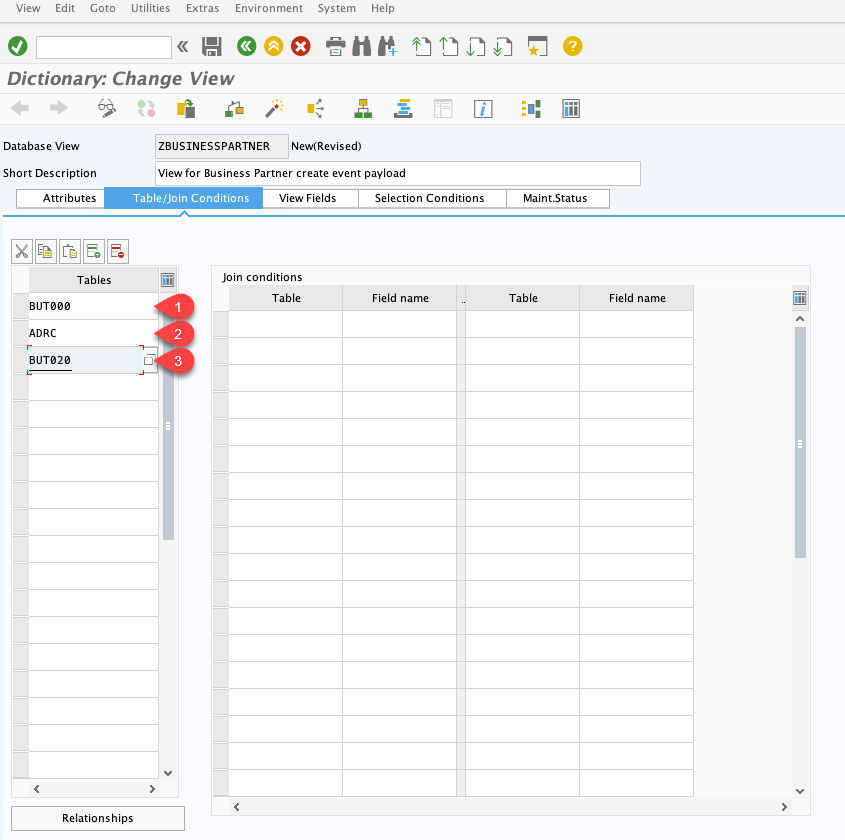 View Edit Goto Utilities Extras Environment System Help
Dictionary: Change View
Database View ZBUSINESSPARTNER New(Revised)
Short Description View for Business Partner create event payload
Attributes Table/Join Conditions View Fields Selection Conditions Maint.Status
Tables
BUT000 1
ADRC 2
BUT020 3
Relationships
Join conditions
Table Field name .. Table Field name